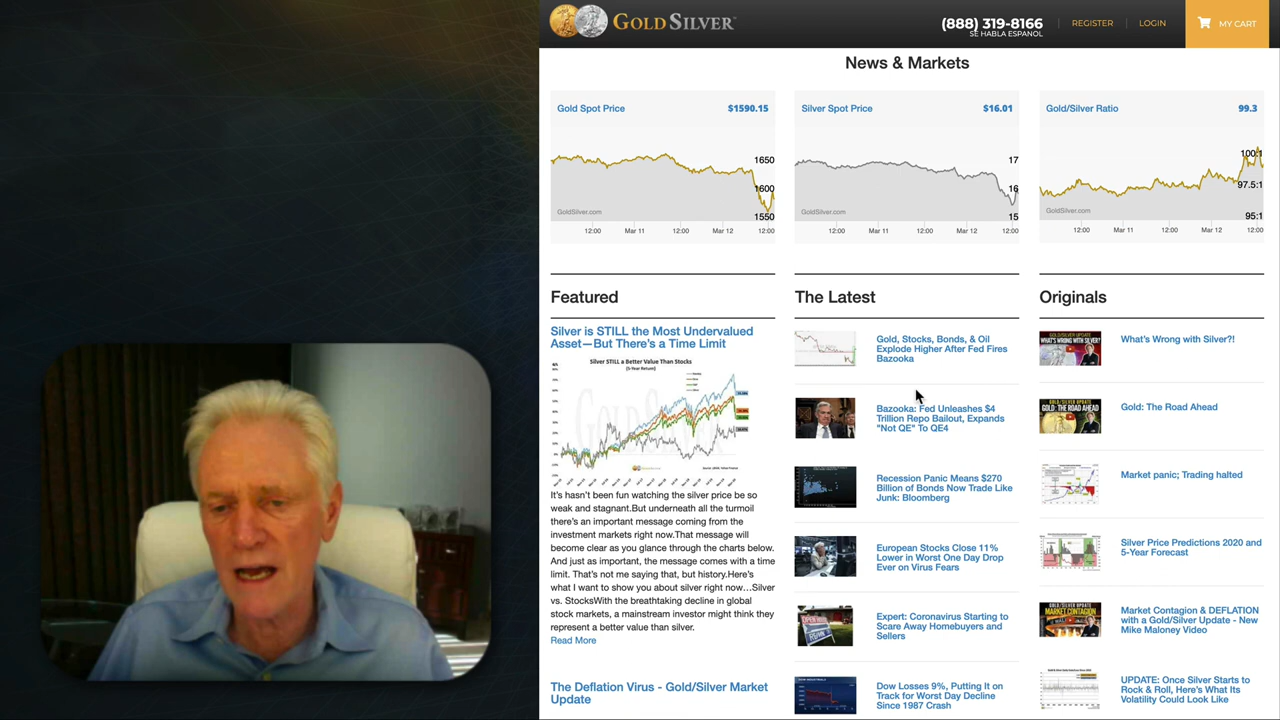 GOLDSILVER
(888) 319-8166
SE HABLA ESPANOL
REGISTER
LOGIN
MY CART
News & Markets
Gold Spot Price $1590.15
1650
1600
1550
GoldSilver.com
12:00 Mar 11 12:00 Mar 12 12:00
Silver Spot Price $16.01
17
16
15
GoldSilver.com
12:00 Mar 11 12:00 Mar 12 12:00
Gold/Silver Ratio 99.3
100:1
97.5:1
95:1
GoldSilver.com
12:00 Mar 11 12:00 Mar 12 12:00
Featured
Silver is STILL the Most Undervalued
Asset—But There's a Time Limit
Silver STILL a Better Value Than Stocks
(5-Year Return)
It's hasn't been fun watching the silver price be so
weak and stagnant.But underneath all the turmoil
there's an important message coming from the
investment markets right now.That message will
become clear as you glance through the charts below.
And just as important, the message comes with a time
limit. That's not me saying that, but history.Here's
what I want to show you about silver right now…Silver
vs. StocksWith the breathtaking decline in global
stock markets, a mainstream investor might think they
represent a better value than silver.
Read More
The Deflation Virus - Gold/Silver Market
Update
The Latest
Gold, Stocks, Bonds, & Oil
Explode Higher After Fed Fires
Bazooka
Bazooka: Fed Unleashes $4
Trillion Repo Bailout, Expands
"Not QE" To QE4
Recession Panic Means $270
Billion of Bonds Now Trade Like
Junk: Bloomberg
European Stocks Close 11%
Lower in Worst One Day Drop
Ever on Virus Fears
Expert: Coronavirus Starting to
Scare Away Homebuyers and
Sellers
Dow Losses 9%, Putting It on
Track for Worst Day Decline
Since 1987 Crash
Originals
What's Wrong with Silver?!
Gold: The Road Ahead
Market panic; Trading halted
Silver Price Predictions 2020 and
5-Year Forecast
Market Contagion & DEFLATION
with a Gold/Silver Update - New
Mike Maloney Video
UPDATE: Once Silver Starts to
Rock & Roll, Here's What Its
Volatility Could Look Like